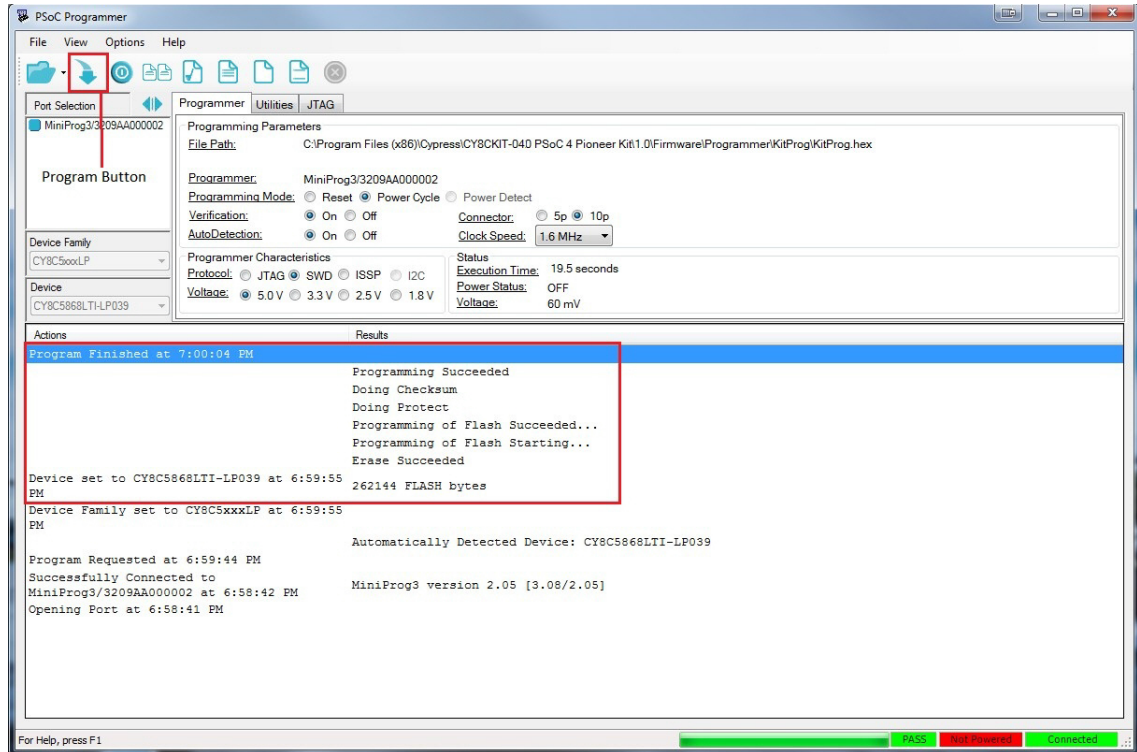 PSoC Programmer
File View Options Help
Port Selection
Programmer Utilities JTAG
MiniProg3/3209AA000002
Program Button
Programming Parameters
File Path: C:\Program Files (x86)\Cypress\CY8CKIT-040 PSoC 4 Pioneer Kit\1.0\Firmware\Programmer\KitProg\KitProg.hex
Programmer: MiniProg3/3209AA000002
Programming Mode: Reset Power Cycle Power Detect
Verification: On Off Connector: 5p 10p
AutoDetection: On Off Clock Speed: 1.6 MHz
Device Family
CY8C5xxxLP
Device
CY8C5868LTI-LP039
Programmer Characteristics
Protocol: JTAG SWD ISSP I2C
Voltage: 5.0 V 3.3 V 2.5 V 1.8 V
Status
Execution Time: 19.5 seconds
Power Status: OFF
Voltage: 60 mV
Actions Results
Program Finished at 7:00:04 PM
Programming Succeeded
Doing Checksum
Doing Protect
Programming of Flash Succeeded...
Programming of Flash Starting...
Erase Succeeded
Device set to CY8C5868LTI-LP039 at 6:59:55
PM
262144 FLASH bytes
Device Family set to CY8C5xxxLP at 6:59:55
PM
Automatically Detected Device: CY8C5868LTI-LP039
Program Requested at 6:59:44 PM
Successfully Connected to
MiniProg3/3209AA000002 at 6:58:42 PM
MiniProg3 version 2.05 [3.08/2.05]
Opening Port at 6:58:41 PM
For Help, press F1
PASS Not Powered Connected